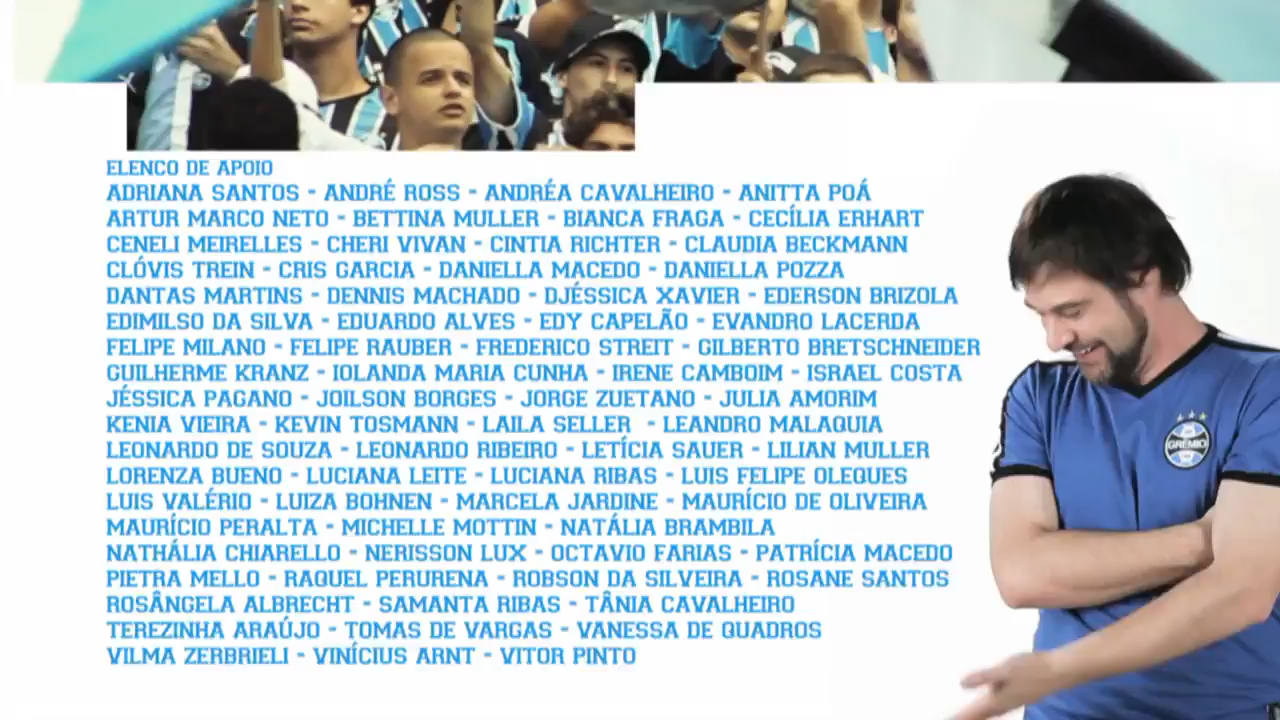 ELENCO DE APOIO
ADRIANA SANTOS - ANDRÉ ROSS - ANDRÉA CAVALHEIRO - ANITTA POÁ
ARTUR MARCO NETO - BETTINA MULLER - BIANCA FRAGA - CECÍLIA ERHART
CENELI MEIRELLES - CHERI VIVAN - CINTIA RICHTER - CLAUDIA BECKMANN
CLÓVIS TREIN - CRIS GARCIA - DANIELLA MACEDO - DANIELLA POZZA
DANTAS MARTINS - DENNIS MACHADO - DJÉSSICA XAVIER - EDERSON BRIZOLA
EDIMILSO DA SILVA - EDUARDO ALVES - EDY CAPELÃO - EVANDRO LACERDA
FELIPE MILANO - FELIPE RAUBER - FREDERICO STREIT - GILBERTO BRETSCHNEIDER
GUILHERME KRANZ - IOLANDA MARIA CUNHA - IRENE CAMBOIM - ISRAEL COSTA
JÉSSICA PAGANO - JOILSON BORGES - JORGE ZUETANO - JULIA AMORIM
KENIA VIEIRA - KEVIN TOSMANN - LAILA SELLER - LEANDRO MALAQUIA
LEONARDO DE SOUZA - LEONARDO RIBEIRO - LETÍCIA SAUER - LILIAN MULLER
LORENZA BUENO - LUCIANA LEITE - LUCIANA RIBAS - LUIS FELIPE OLEQUES
LUIS VALÉRIO - LUIZA BOHNEN - MARCELA JARDINE - MAURÍCIO DE OLIVEIRA
MAURÍCIO PERALTA - MICHELLE MOTTIN - NATÁLIA BRAMBILA
NATHÁLIA CHIARELLO - NERISSON LUX - OCTAVIO FARIAS - PATRÍCIA MACEDO
PIETRA MELLO - RAQUEL PERURENA - ROBSON DA SILVEIRA - ROSANE SANTOS
ROSÂNGELA ALBRECHT - SAMANTA RIBAS - TÂNIA CAVALHEIRO
TEREZINHA ARAÚJO - TOMAS DE VARGAS - VANESSA DE QUADROS
VILMA ZERBRIELI - VINÍCIUS ARNT - VITOR PINTO
GRÊMIO